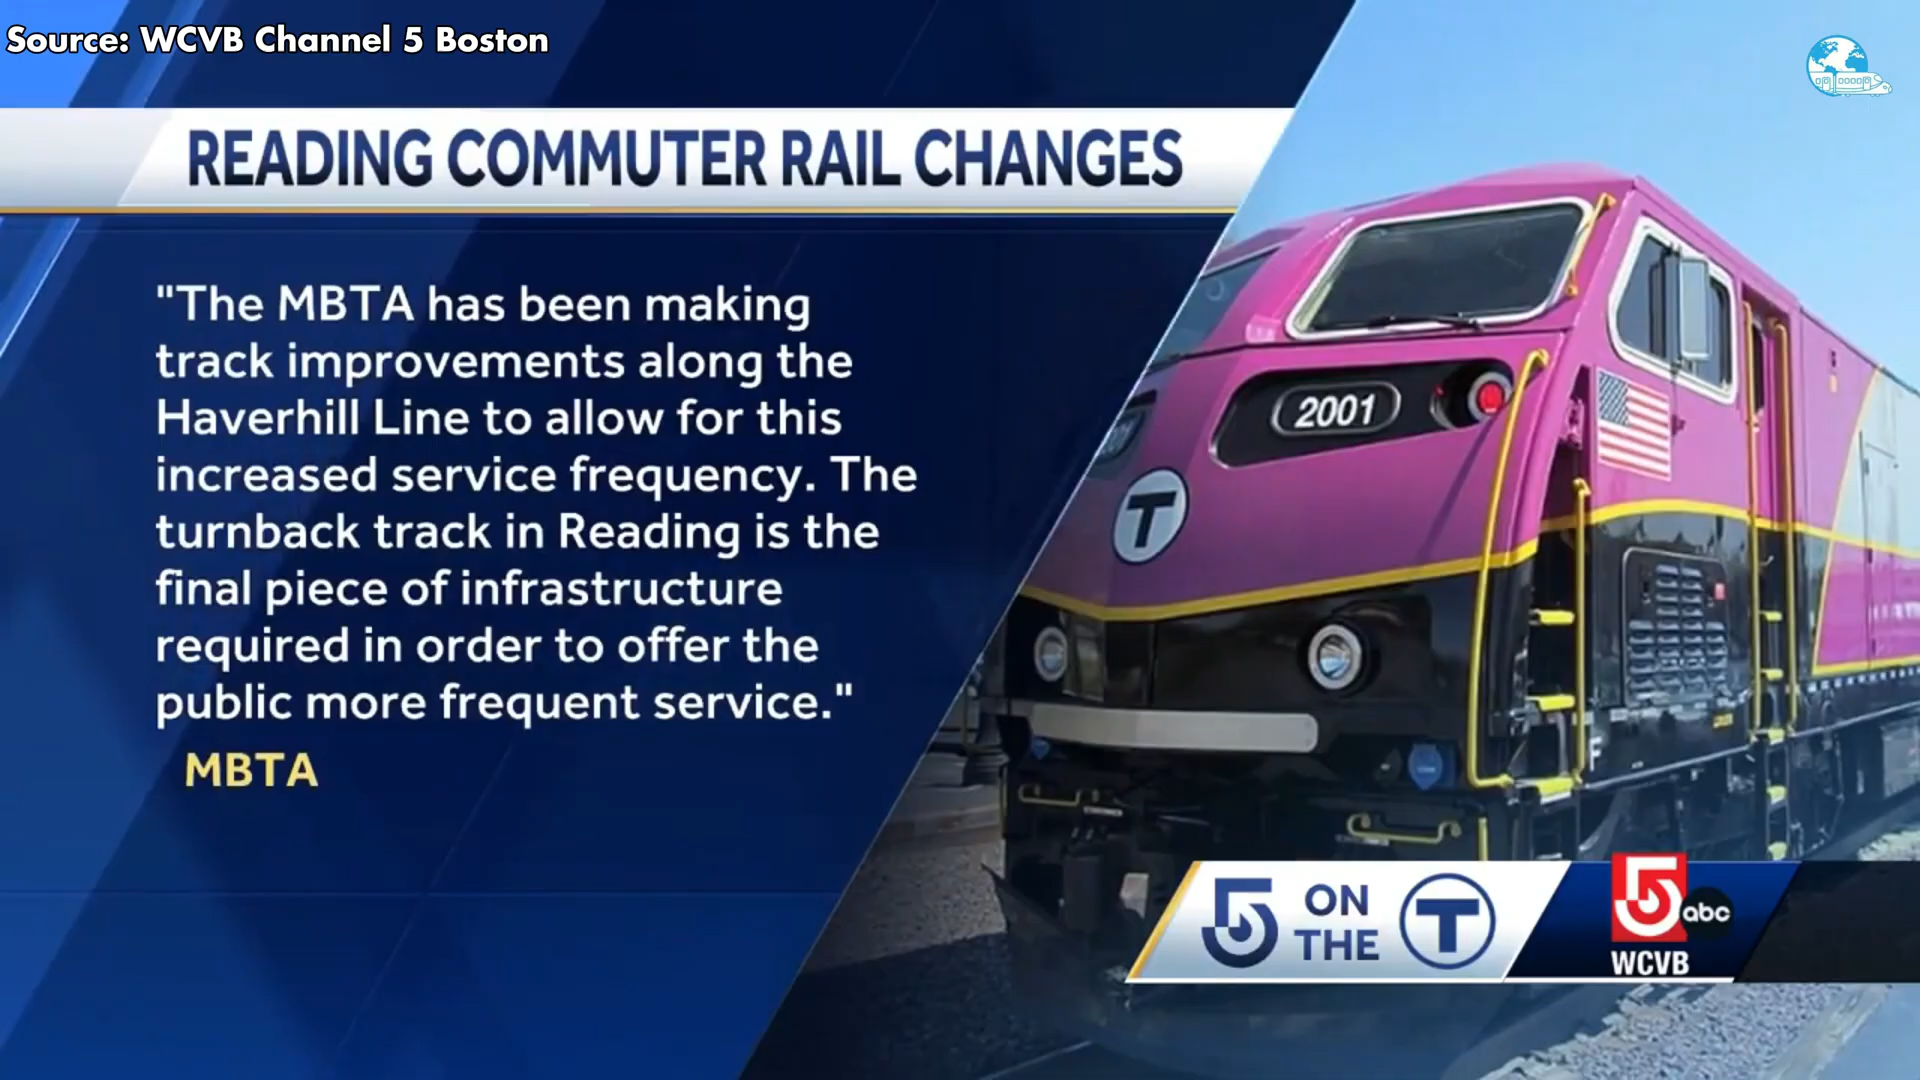 Source: WCVB Channel 5 Boston
READING COMMUTER RAIL CHANGES
"The MBTA has been making
track improvements along the
Haverhill Line to allow for this
increased service frequency. The
turnback track in Reading is the
final piece of infrastructure
required in order to offer the
public more frequent service."
MBTA
2001
T
F
5 ON THE T
5 abc
WCVB